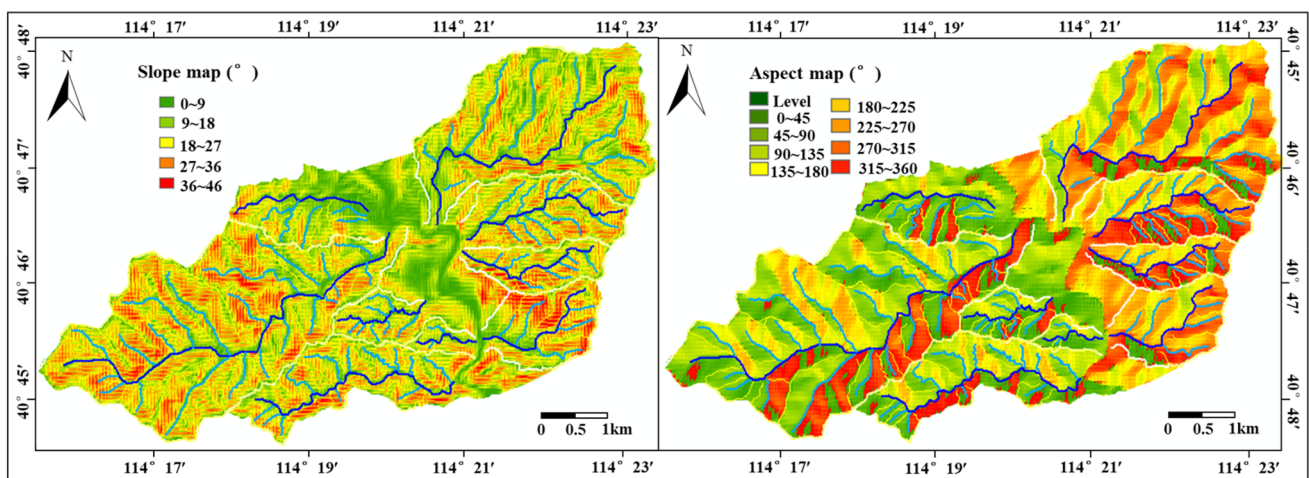 114° 17′ 114° 19′ 114° 21′ 114° 23′ 114° 17′ 114° 19′ 114° 21′ 114° 23′
40° 48′
40° 47′
40° 46′
40° 45′
N
Slope map (°)
0~9
9~18
18~27
27~36
36~46
0 0.5 1km
N
Aspect map (°)
Level
0~45
45~90
90~135
135~180
180~225
225~270
270~315
315~360
0 0.5 1km
40° 45′
40° 46′
40° 47′
40° 48′
114° 17′ 114° 19′ 114° 21′ 114° 23′ 114° 17′ 114° 19′ 114° 21′ 114° 23′